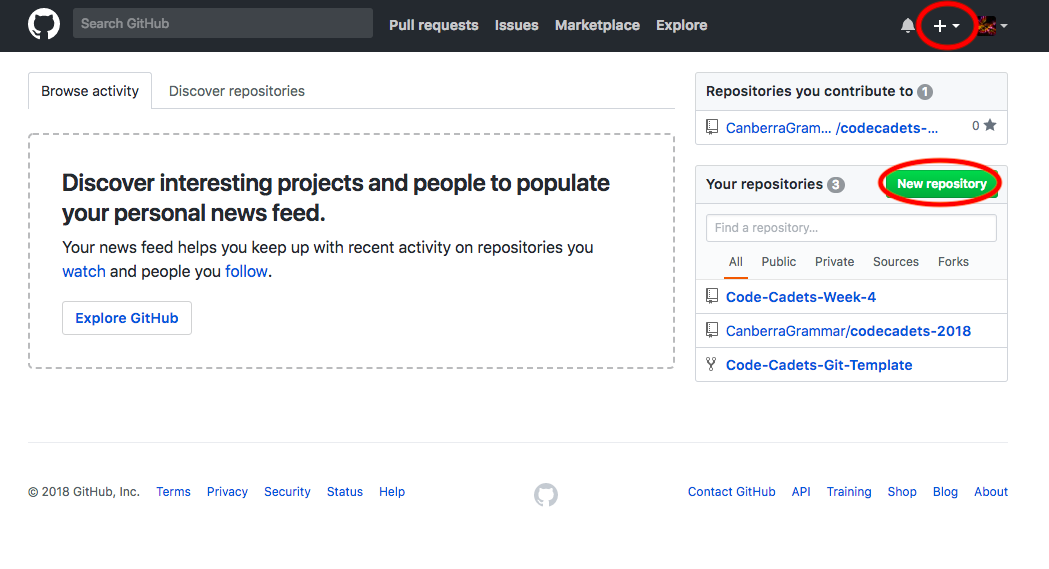 Search GitHub
Pull requests Issues Marketplace Explore
Browse activity Discover repositories
Discover interesting projects and people to populate
your personal news feed.
Your news feed helps you keep up with recent activity on repositories you
watch and people you follow.
Explore GitHub
Repositories you contribute to 1
CanberraGram... /codecadets-... 0
Your repositories 3 New repository
Find a repository...
All Public Private Sources Forks
Code-Cadets-Week-4
CanberraGrammar/codecadets-2018
Code-Cadets-Git-Template
© 2018 GitHub, Inc. Terms Privacy Security Status Help
Contact GitHub API Training Shop Blog About